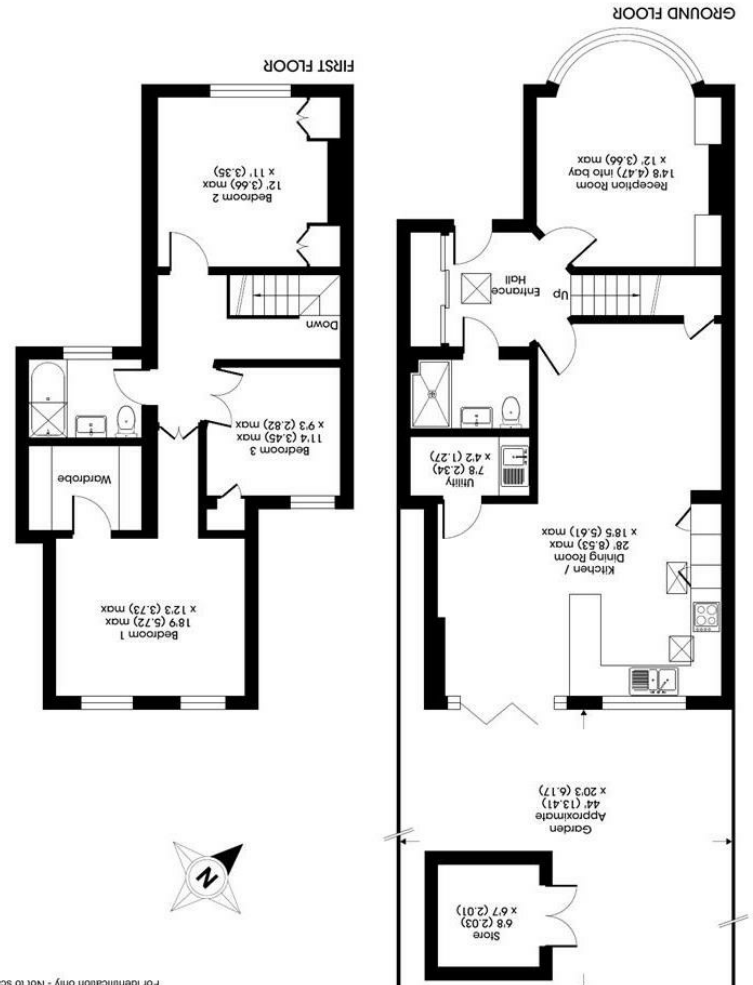 For identification only - Not to
N
Store
6'8 (2.03)
x 6'7 (2.01)
Garden
Approximate
44' (13.41)
x 20'3 (6.17)
Kitchen /
Dining Room
28' (8.53) max
x 18'5 (5.61) max
Utility
7'8 (2.34)
x 4'2 (1.27)
Up
Entrance
Hall
Reception Room
14'8 (4.47) into bay
x 12' (3.66) max
GROUND FLOOR
Bedroom 1
18'9 (5.72) max
x 12'3 (3.73) max
Wardrobe
Bedroom 3
11'4 (3.45) max
x 9'3 (2.82) max
Down
Bedroom 2
12' (3.66) max
x 11' (3.35)
FIRST FLOOR